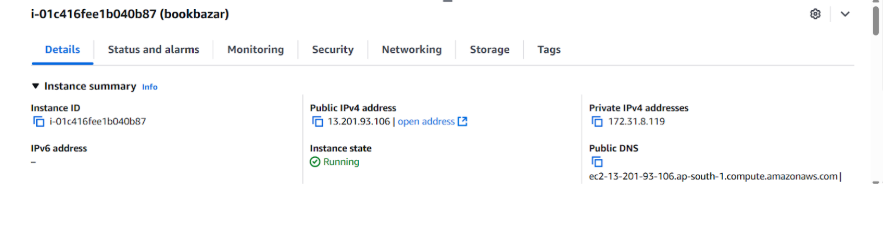 i-01c416fee1b040b87 (bookbazar)
Details Status and alarms Monitoring Security Networking Storage Tags
▼ Instance summary Info
Instance ID
i-01c416fee1b040b87
Public IPv4 address
13.201.93.106 | open address
Private IPv4 addresses
172.31.8.119
IPv6 address
–
Instance state
Running
Public DNS
ec2-13-201-93-106.ap-south-1.compute.amazonaws.com |